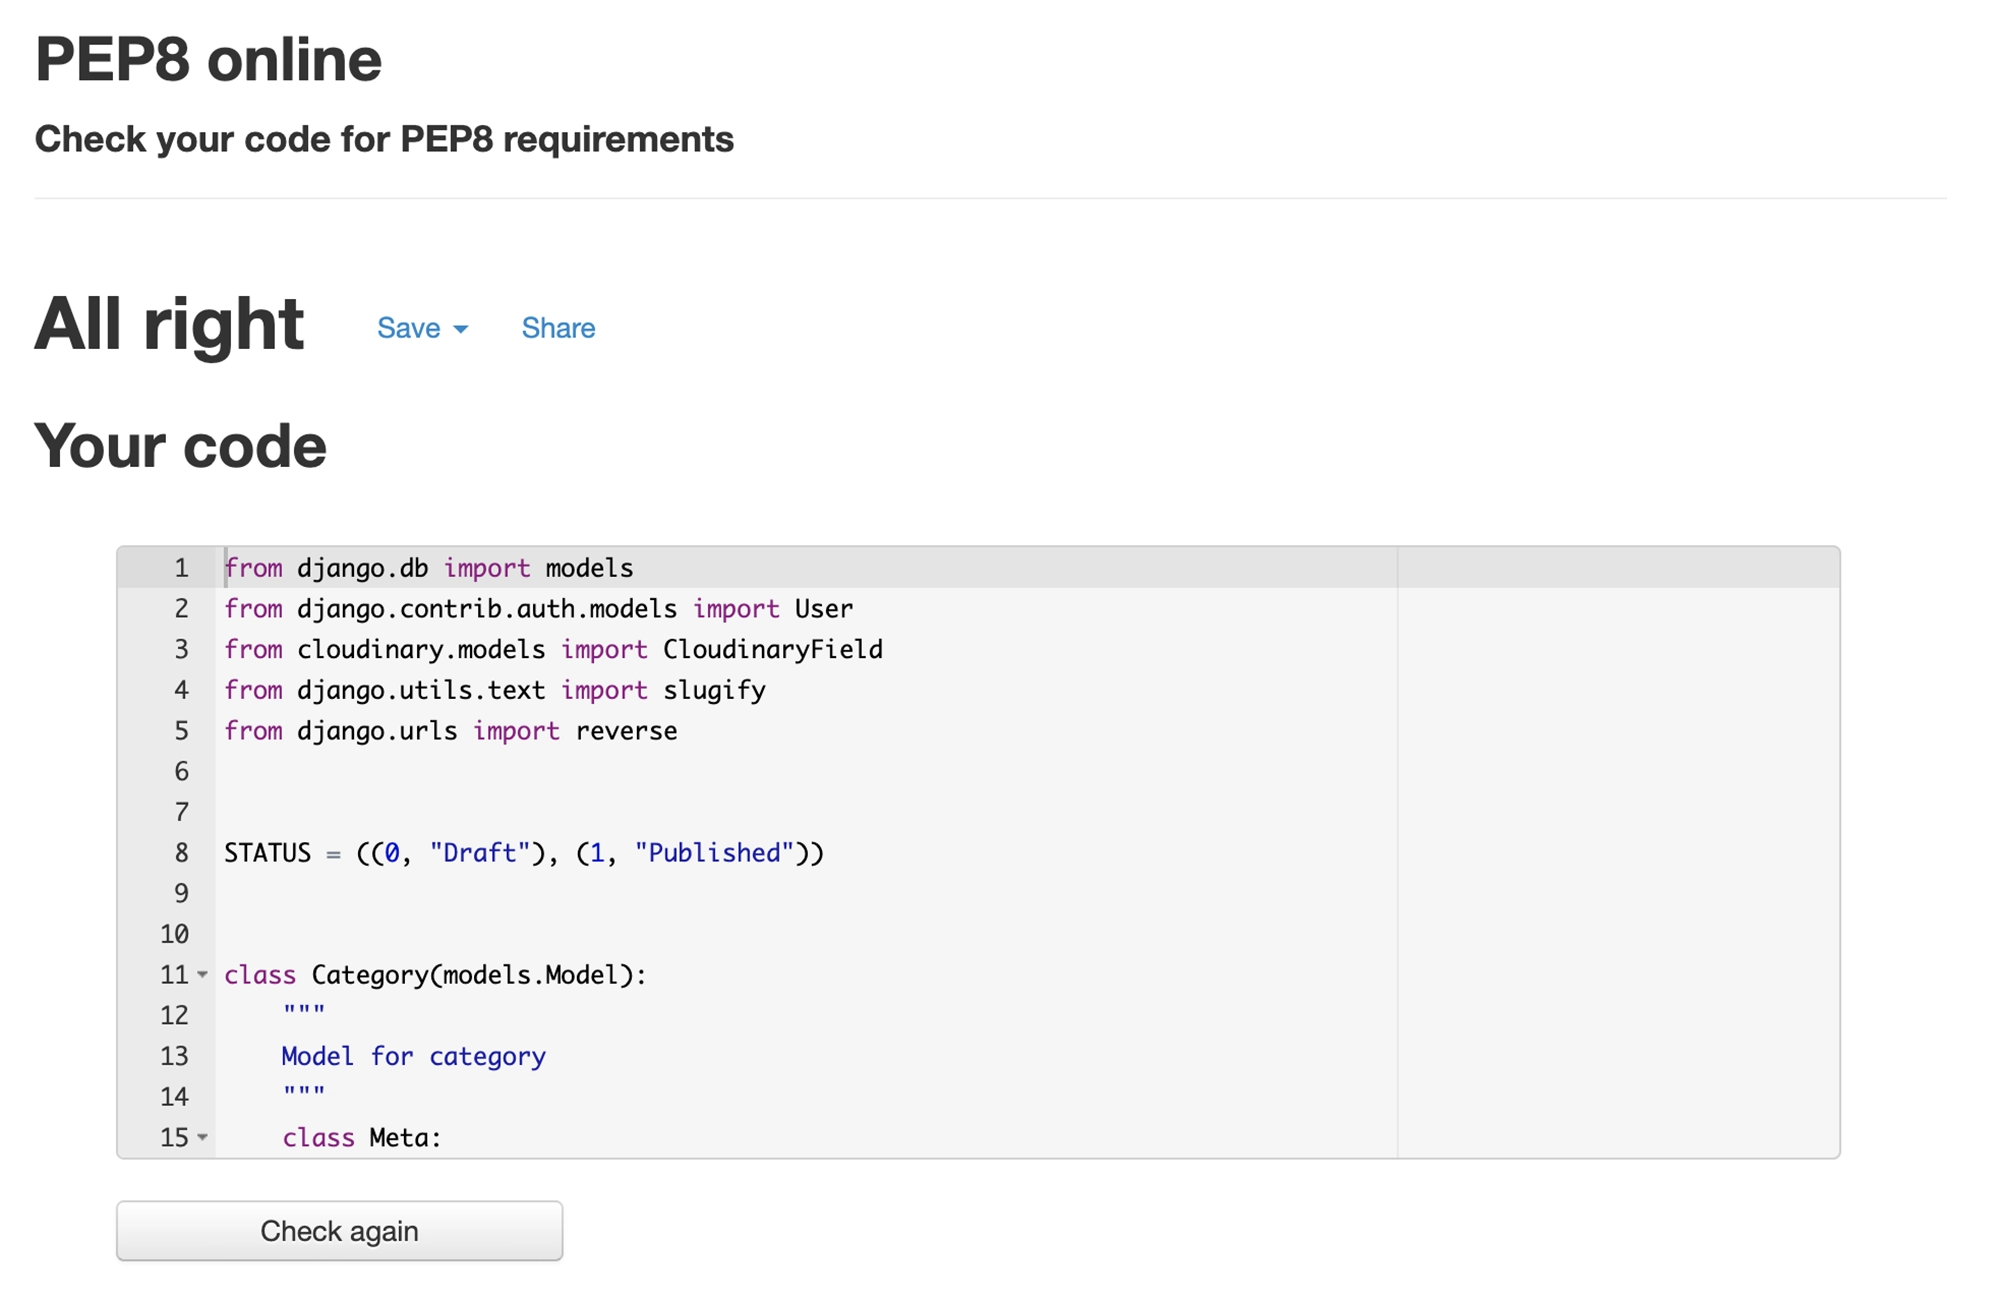 PEP8 online
Check your code for PEP8 requirements
All right Save Share
Your code
1 from django.db import models
2 from django.contrib.auth.models import User
3 from cloudinary.models import CloudinaryField
4 from django.utils.text import slugify
5 from django.urls import reverse
6
7
8 STATUS = ((0, "Draft"), (1, "Published"))
9
10
11 class Category(models.Model):
12     """
13     Model for category
14     """
15     class Meta:
Check again